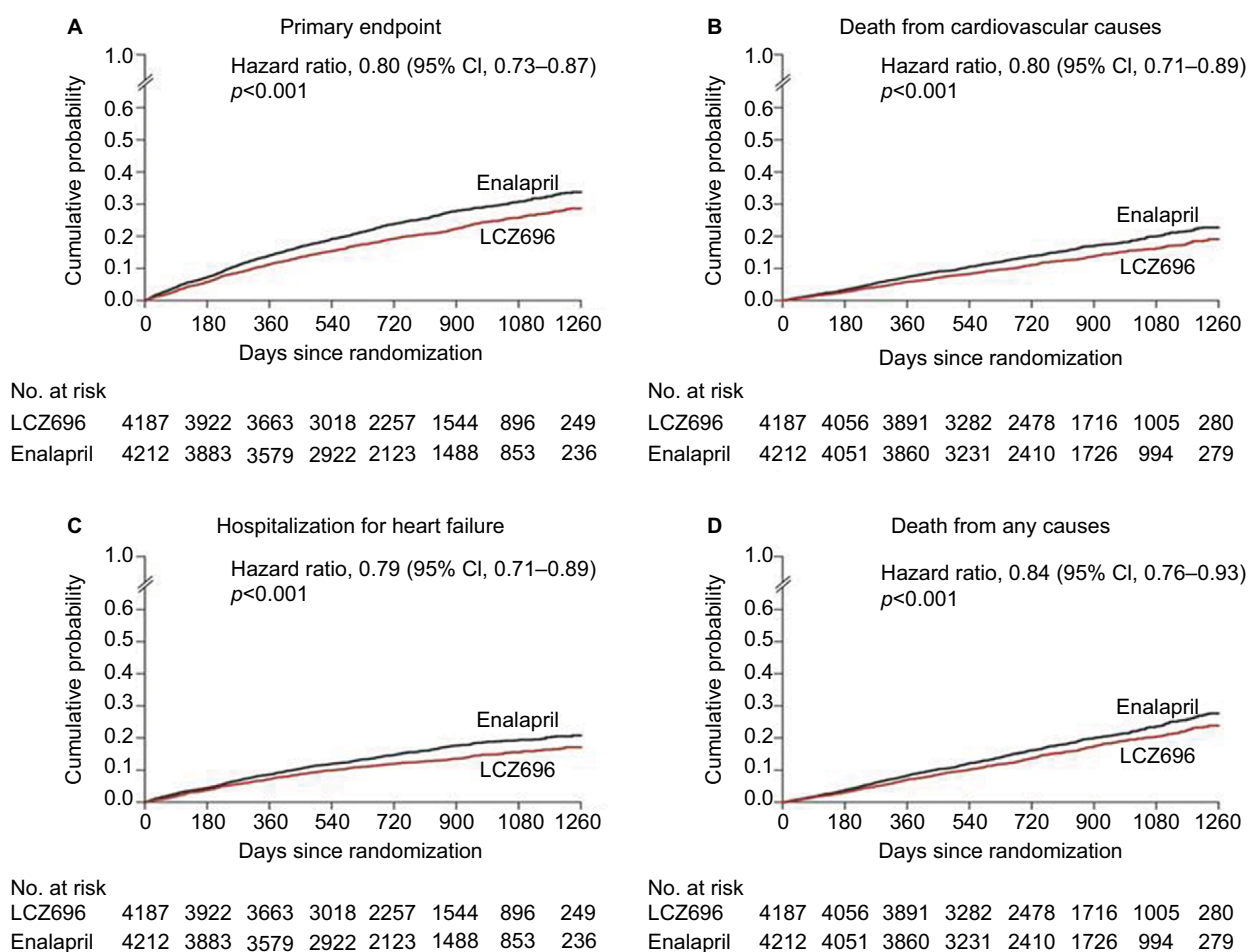 A Primary endpoint
Cumulative probability
1.0
0.6
0.5
0.4
0.3
0.2
0.1
0.0
Hazard ratio, 0.80 (95% CI, 0.73–0.87)
p<0.001
Enalapril
LCZ696
0 180 360 540 720 900 1080 1260
Days since randomization
No. at risk
LCZ696 4187 3922 3663 3018 2257 1544 896 249
Enalapril 4212 3883 3579 2922 2123 1488 853 236
B Death from cardiovascular causes
Cumulative probability
1.0
0.6
0.5
0.4
0.3
0.2
0.1
0.0
Hazard ratio, 0.80 (95% CI, 0.71–0.89)
p<0.001
Enalapril
LCZ696
0 180 360 540 720 900 1080 1260
Days since randomization
No. at risk
LCZ696 4187 4056 3891 3282 2478 1716 1005 280
Enalapril 4212 4051 3860 3231 2410 1726 994 279
C Hospitalization for heart failure
Cumulative probability
1.0
0.6
0.5
0.4
0.3
0.2
0.1
0.0
Hazard ratio, 0.79 (95% CI, 0.71–0.89)
p<0.001
Enalapril
LCZ696
0 180 360 540 720 900 1080 1260
Days since randomization
No. at risk
LCZ696 4187 3922 3663 3018 2257 1544 896 249
Enalapril 4212 3883 3579 2922 2123 1488 853 236
D Death from any causes
Cumulative probability
1.0
0.6
0.5
0.4
0.3
0.2
0.1
0.0
Hazard ratio, 0.84 (95% CI, 0.76–0.93)
p<0.001
Enalapril
LCZ696
0 180 360 540 720 900 1080 1260
Days since randomization
No. at risk
LCZ696 4187 4056 3891 3282 2478 1716 1005 280
Enalapril 4212 4051 3860 3231 2410 1726 994 279